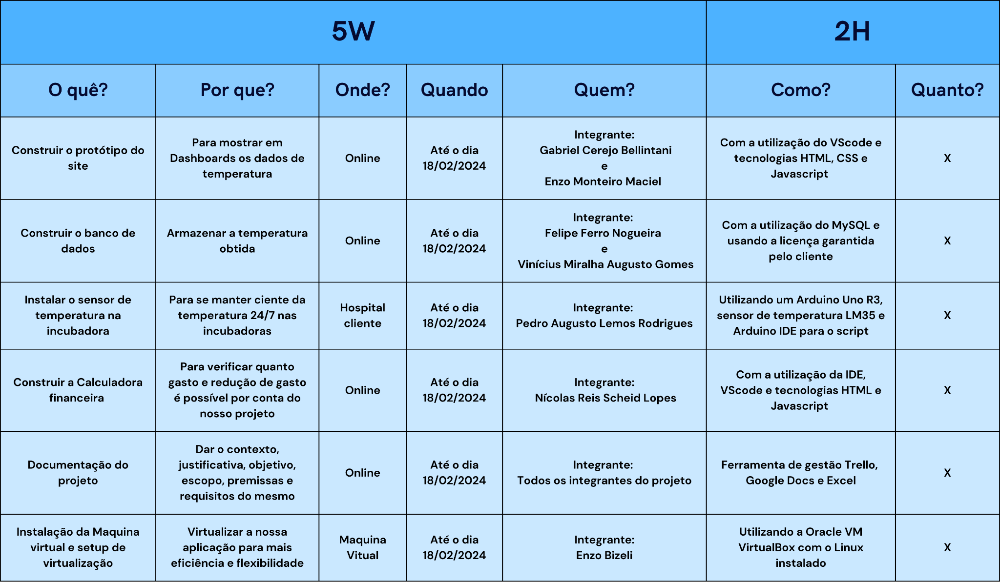 5W
2H
O quê?
Por que?
Onde?
Quando
Quem?
Como?
Quanto?
Construir o protótipo do
site
Para mostrar em
Dashboards os dados de
temperatura
Online
Até o dia
18/02/2024
Integrante:
Gabriel Cerejo Bellintani
e
Enzo Monteiro Maciel
Com a utilização do VScode e
tecnologias HTML, CSS e
Javascript
X
Construir o banco de
dados
Armazenar a temperatura
obtida
Online
Até o dia
18/02/2024
Integrante:
Felipe Ferro Nogueira
e
Vinícius Miralha Augusto Gomes
Com a utilização do MySQL e
usando a licença garantida
pelo cliente
X
Instalar o sensor de
temperatura na
incubadora
Para se manter ciente da
temperatura 24/7 nas
incubadoras
Hospital
cliente
Até o dia
18/02/2024
Integrante:
Pedro Augusto Lemos Rodrigues
Utilizando um Arduino Uno R3,
sensor de temperatura LM35 e
Arduino IDE para o script
X
Construir a Calculadora
financeira
Para verificar quanto
gasto e redução de gasto
é possível por conta do
nosso projeto
Online
Até o dia
18/02/2024
Integrante:
Nícolas Reis Scheid Lopes
Com a utilização da IDE,
VScode e tecnologias HTML e
Javascript
X
Documentação do
projeto
Dar o contexto,
justificativa, objetivo,
escopo, premissas e
requisitos do mesmo
Online
Até o dia
18/02/2024
Integrante:
Todos os integrantes do projeto
Ferramenta de gestão Trello,
Google Docs e Excel
X
Instalação da Maquina
virtual e setup de
virtualização
Virtualizar a nossa
aplicação para mais
eficiência e flexibilidade
Maquina
Vitual
Até o dia
18/02/2024
Integrante:
Enzo Bizeli
Utilizando a Oracle VM
VirtualBox com o Linux
instalado
X